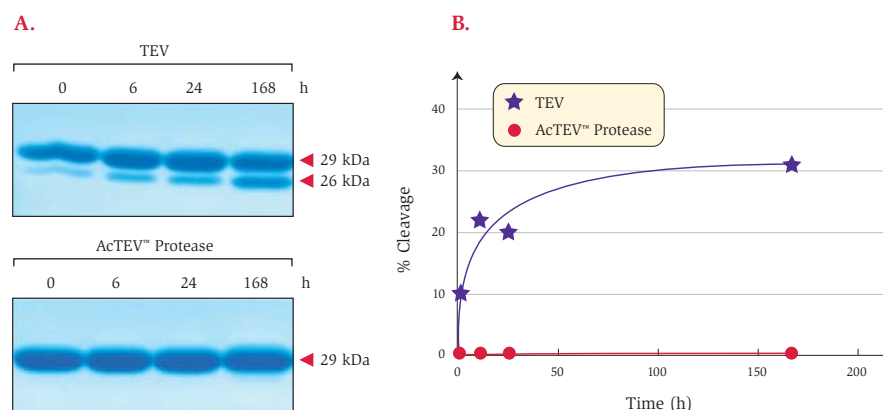 A.
TEV
0 6 24 168 h
29 kDa
26 kDa
AcTEV™ Protease
0 6 24 168 h
29 kDa
B.
TEV
AcTEV™ Protease
% Cleavage
40
30
20
10
0
0 50 100 150 200
Time (h)